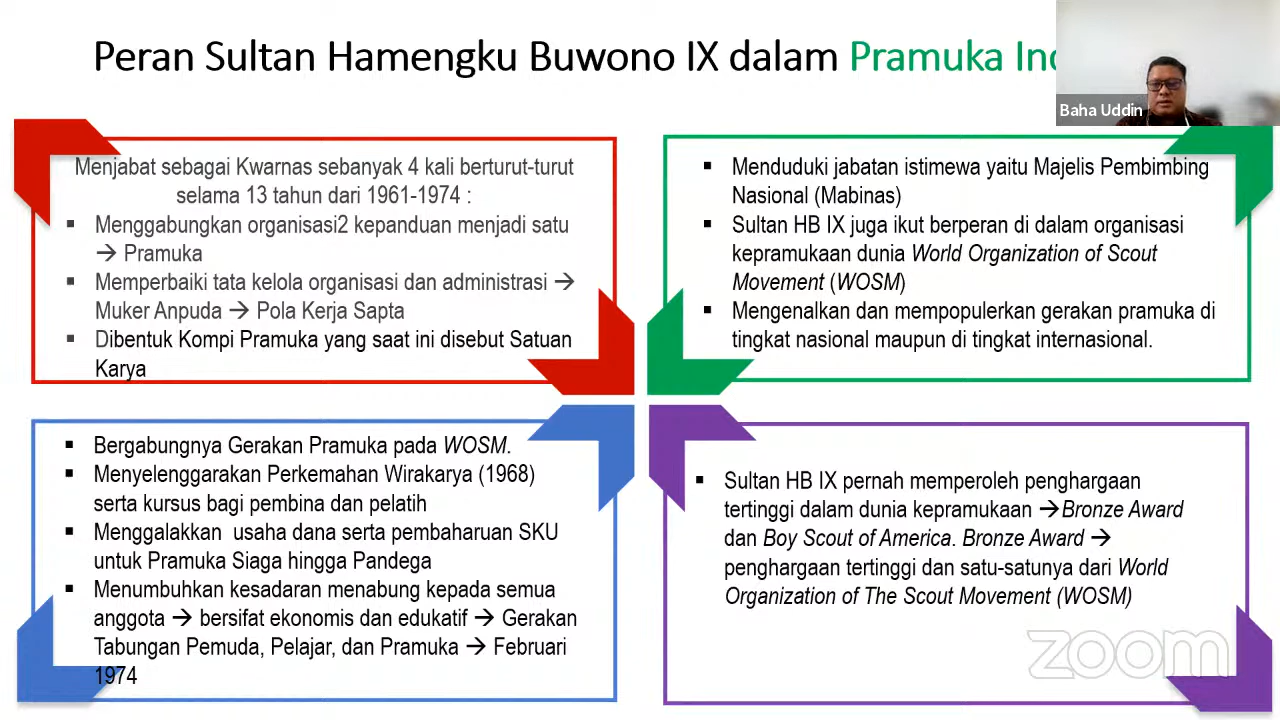 Peran Sultan Hamengku Buwono IX dalam Pramuka
Baha Uddin
Menjabat sebagai Kwarnas sebanyak 4 kali berturut-turut
selama 13 tahun dari 1961-1974 :
▪ Menggabungkan organisasi2 kepanduan menjadi satu
→ Pramuka
▪ Memperbaiki tata kelola organisasi dan administrasi →
Muker Anpuda → Pola Kerja Sapta
▪ Dibentuk Kompi Pramuka yang saat ini disebut Satuan
Karya
▪ Menduduki jabatan istimewa yaitu Majelis Pembimbing
Nasional (Mabinas)
▪ Sultan HB IX juga ikut berperan di dalam organisasi
kepramukaan dunia World Organization of Scout
Movement (WOSM)
▪ Mengenalkan dan mempopulerkan gerakan pramuka di
tingkat nasional maupun di tingkat internasional.
▪ Bergabungnya Gerakan Pramuka pada WOSM.
▪ Menyelenggarakan Perkemahan Wirakarya (1968)
serta kursus bagi pembina dan pelatih
▪ Menggalakkan usaha dana serta pembaharuan SKU
untuk Pramuka Siaga hingga Pandega
▪ Menumbuhkan kesadaran menabung kepada semua
anggota → bersifat ekonomis dan edukatif → Gerakan
Tabungan Pemuda, Pelajar, dan Pramuka → Februari
1974
▪ Sultan HB IX pernah memperoleh penghargaan
tertinggi dalam dunia kepramukaan →Bronze Award
dan Boy Scout of America. Bronze Award →
penghargaan tertinggi dan satu-satunya dari World
Organization of The Scout Movement (WOSM)
zoom